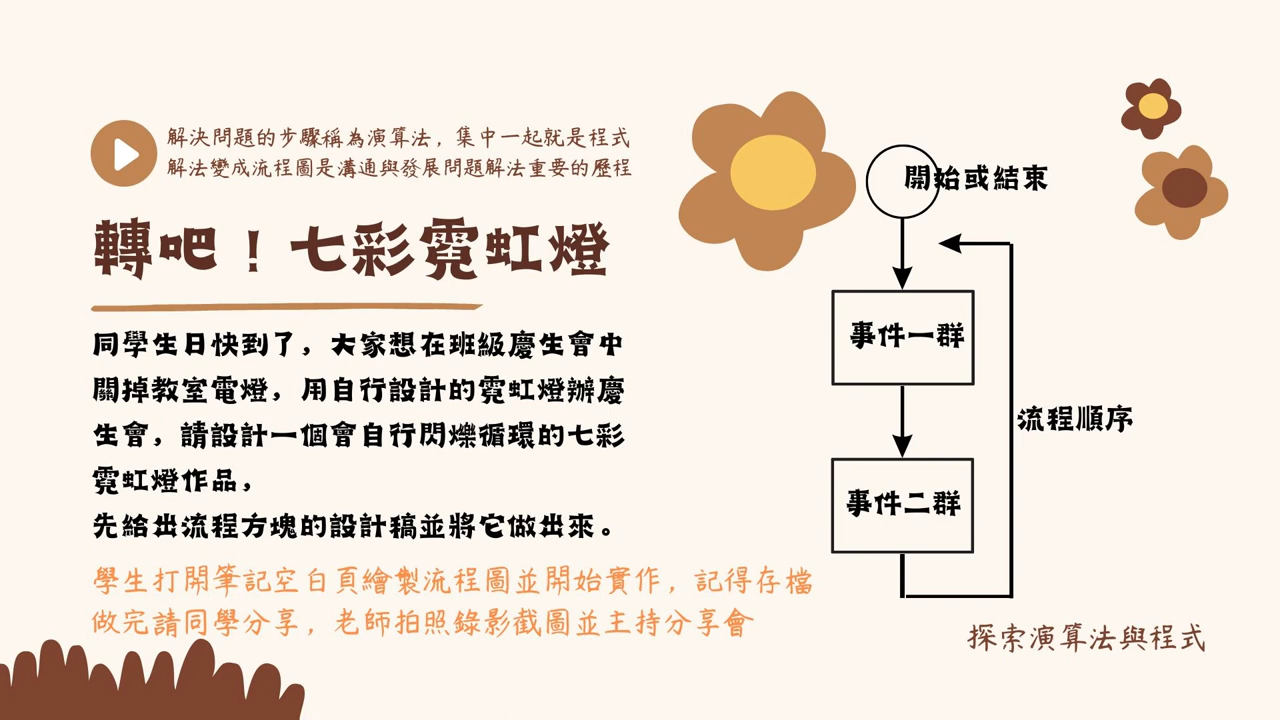 解決問題的步驟稱為演算法，集中一起就是程式
解法變成流程圖是溝通與發展問題解法重要的歷程
轉吧！七彩霓虹燈
同學生日快到了，大家想在班級慶生會中
關掉教室電燈，用自行設計的霓虹燈辦慶
生會，請設計一個會自行閃爍循環的七彩
霓虹燈作品，
先給出流程方塊的設計稿並將它做出來。
學生打開筆記空白頁繪製流程圖並開始實作，記得存檔
做完請同學分享，老師拍照錄影截圖並主持分享會
開始或結束
事件一群
流程順序
事件二群
探索演算法與程式